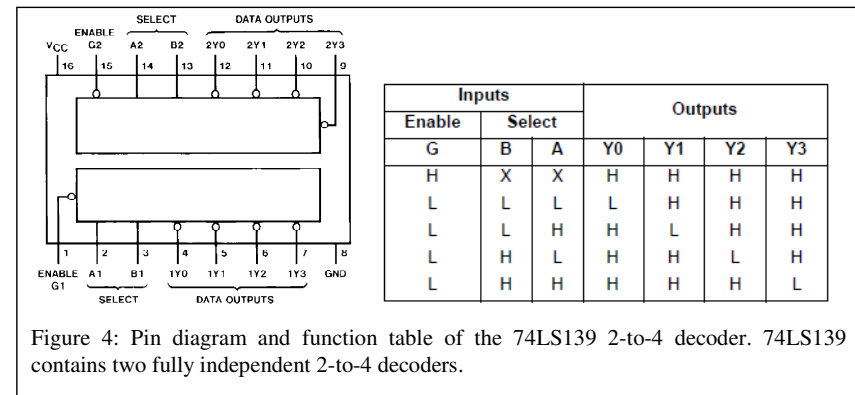 SELECT DATA OUTPUTS
ENABLE
VCC G2 A2 B2 2Y0 2Y1 2Y2 2Y3
16 15 14 13 12 11 10 9
1 2 3 4 5 6 7 8
ENABLE A1 B1 1Y0 1Y1 1Y2 1Y3 GND
G1
SELECT DATA OUTPUTS
Inputs Outputs
Enable Select
G B A Y0 Y1 Y2 Y3
H X X H H H H
L L L L H H H
L L H H L H H
L H L H H L H
L H H H H H L
Figure 4: Pin diagram and function table of the 74LS139 2-to-4 decoder. 74LS139
contains two fully independent 2-to-4 decoders.